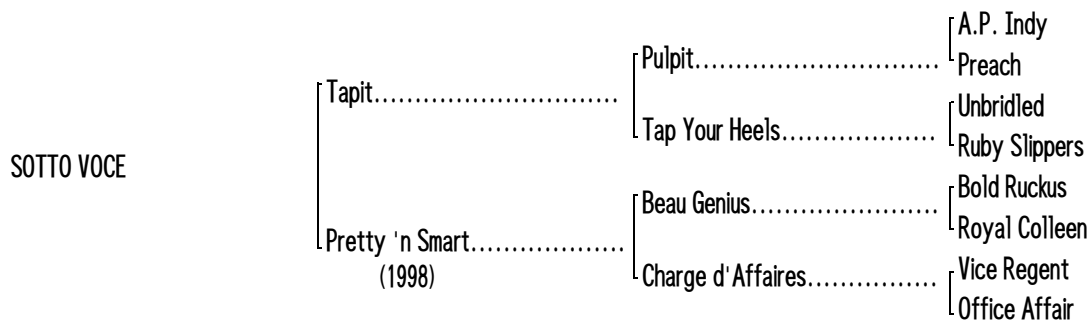 A.P. Indy
Pulpit..............................
Preach
Tapit..............................
Unbridled
Tap Your Heels...................
Ruby Slippers
SOTTO VOCE
Bold Ruckus
Beau Genius.......................
Royal Colleen
Pretty 'n Smart...................
(1998)
Vice Regent
Charge d'Affaires................
Office Affair